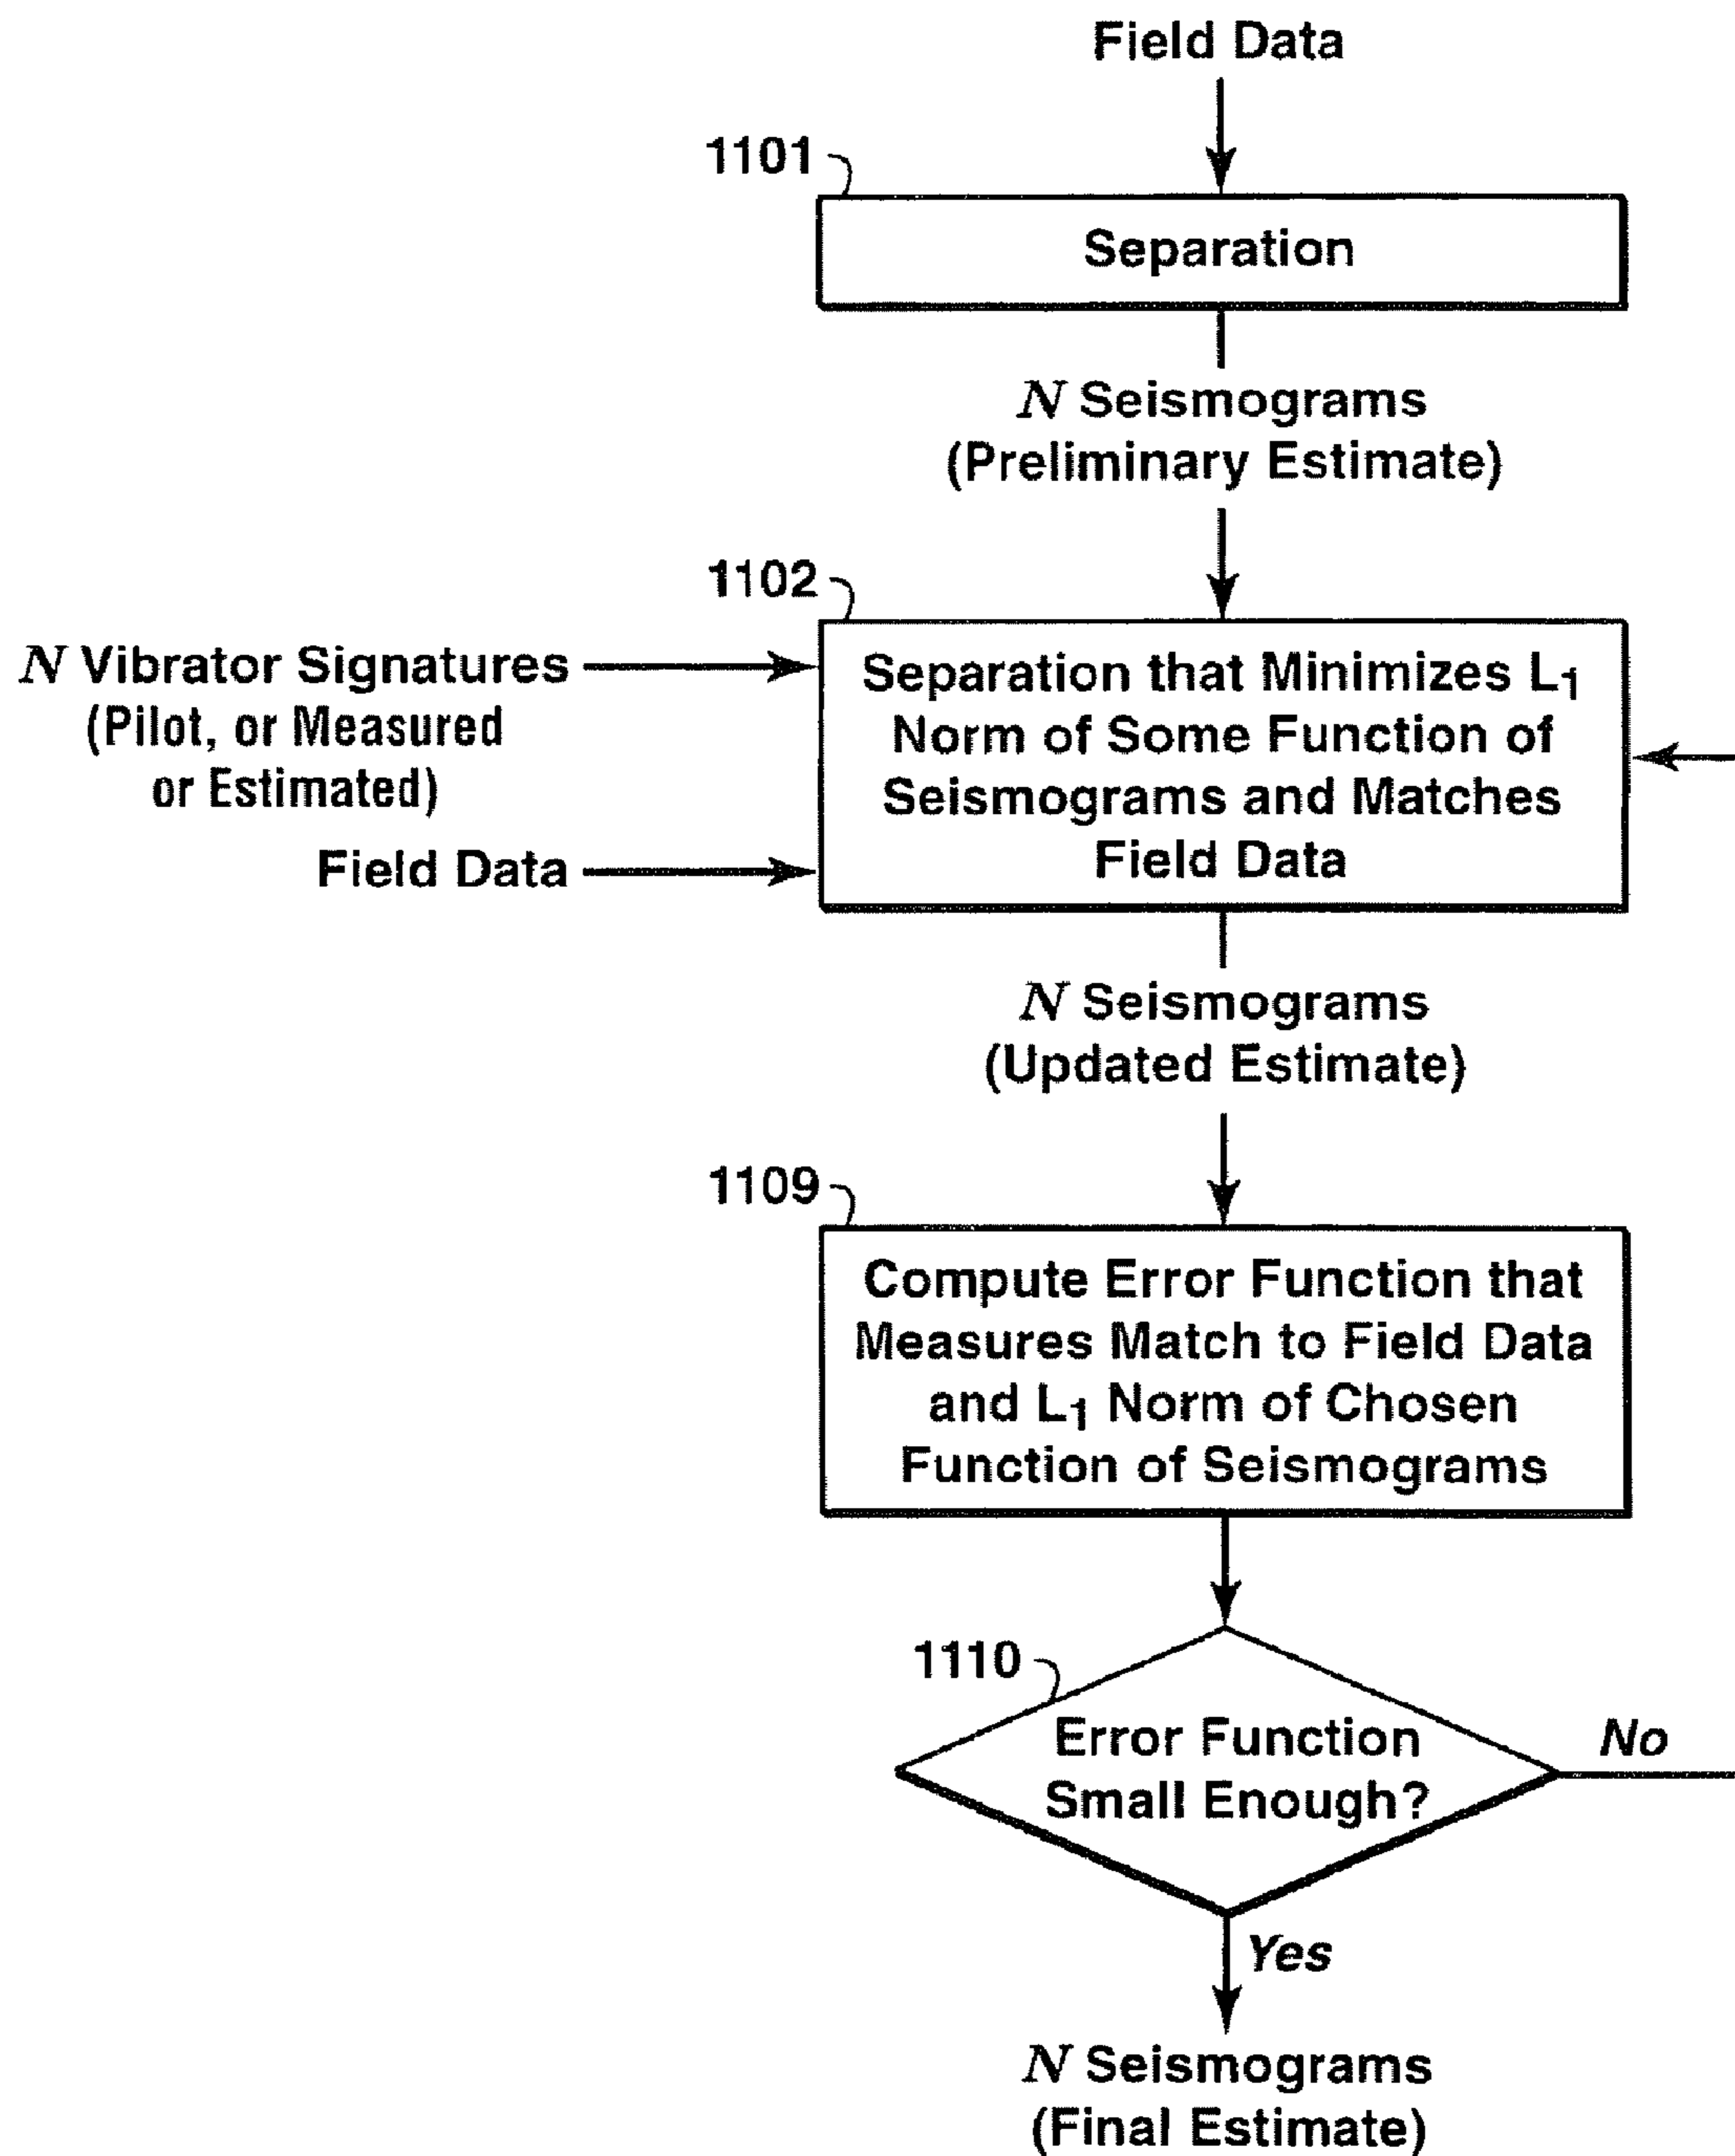 Field Data
1101
Separation
N Seismograms
(Preliminary Estimate)
1102
N Vibrator Signatures
(Pilot, or Measured
or Estimated)
Field Data
Separation that Minimizes L₁
Norm of Some Function of
Seismograms and Matches
Field Data
N Seismograms
(Updated Estimate)
1109
Compute Error Function that
Measures Match to Field Data
and L₁ Norm of Chosen
Function of Seismograms
1110
Error Function
Small Enough?
No
Yes
N Seismograms
(Final Estimate)